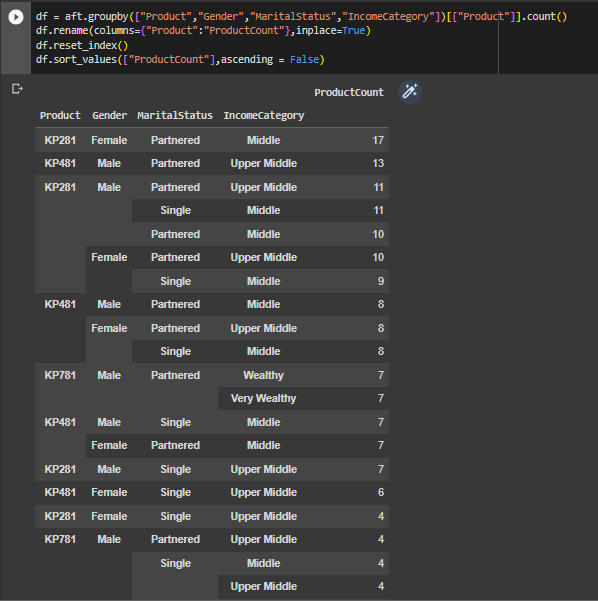 df = aft.groupby(["Product","Gender","MaritalStatus","IncomeCategory"])[["Product"]].count()
df.rename(columns={"Product":"ProductCount"},inplace=True)
df.reset_index()
df.sort_values(["ProductCount"],ascending = False)
ProductCount
Product Gender MaritalStatus IncomeCategory
KP281 Female Partnered Middle 17
KP481 Male Partnered Upper Middle 13
KP281 Male Partnered Upper Middle 11
Single Middle 11
Partnered Middle 10
Female Partnered Upper Middle 10
Single Middle 9
KP481 Male Partnered Middle 8
Female Partnered Upper Middle 8
Single Middle 8
KP781 Male Partnered Wealthy 7
Very Wealthy 7
KP481 Male Single Middle 7
Female Partnered Middle 7
KP281 Male Single Upper Middle 7
KP481 Female Single Upper Middle 6
KP281 Female Single Upper Middle 4
KP781 Male Partnered Upper Middle 4
Single Middle 4
Upper Middle 4